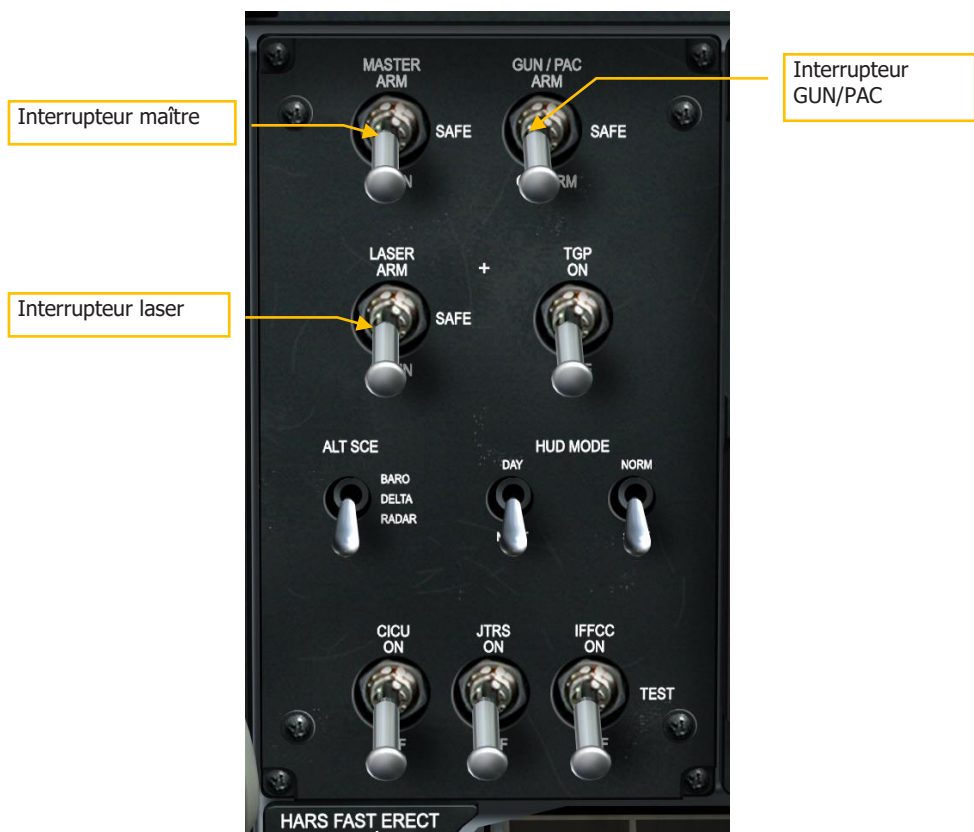 MASTER
ARM
GUN / PAC
ARM
Interrupteur
GUN/PAC
Interrupteur maître
SAFE
SAFE
LASER
ARM
+
TGP
ON
Interrupteur laser
SAFE
ALT SCE
HUD MODE
BARO
DELTA
RADAR
DAY
NORM
CICU
ON
JTRS
ON
IFFCC
ON
TEST
HARS FAST ERECT